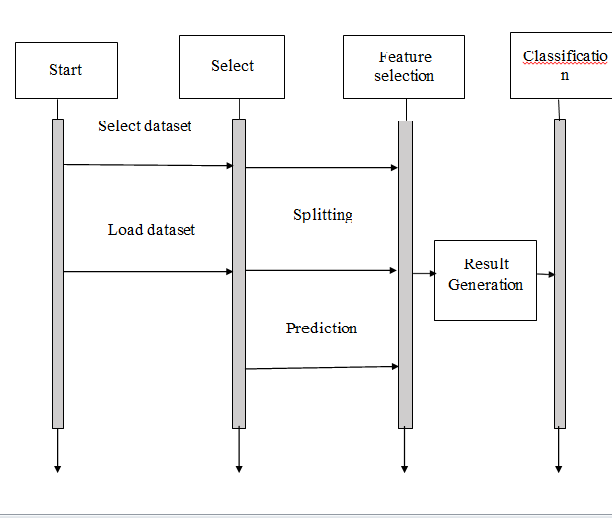 Start
Select
Feature
selection
Classificatio
n
Select dataset
Splitting
Load dataset
Result
Generation
Prediction